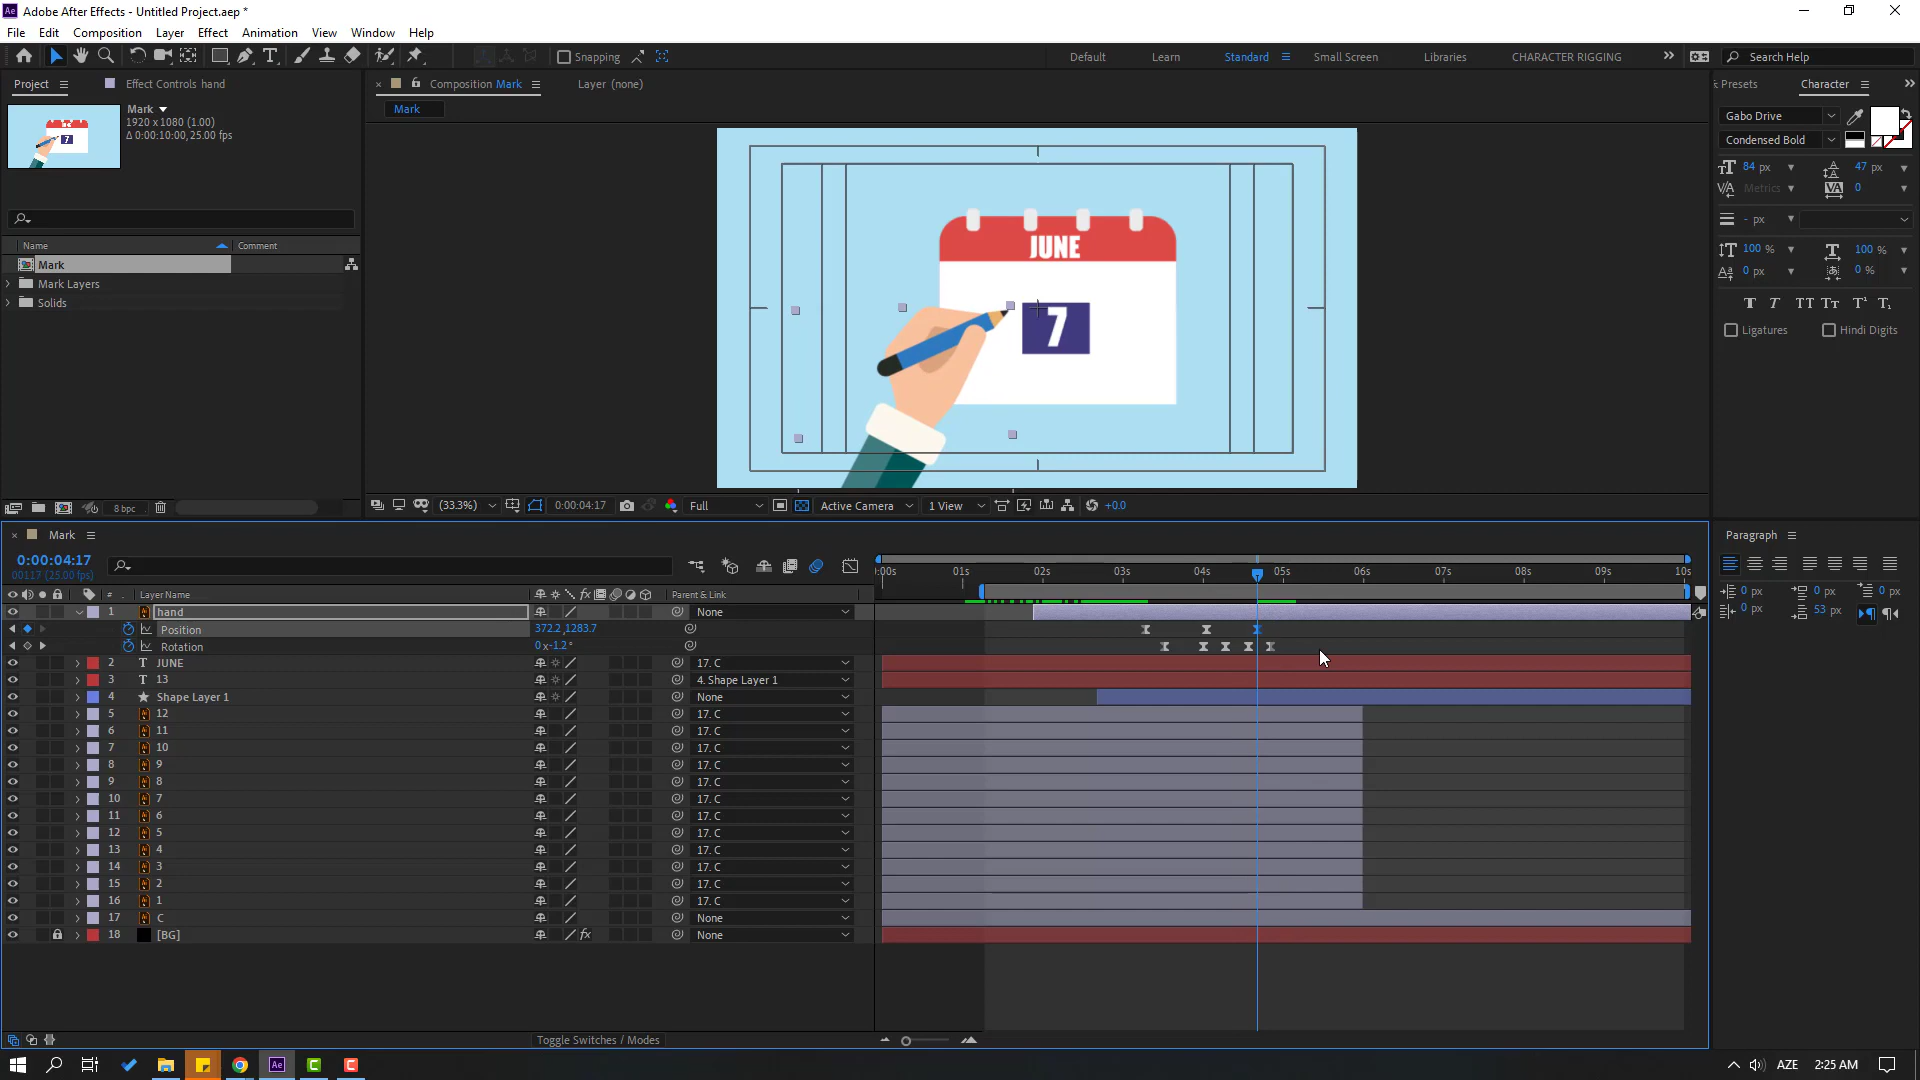 Adobe After Effects - Untitled Project.aep *
File Edit Composition Layer Effect Animation View Window Help
Snapping
Default Learn Standard Small Screen Libraries CHARACTER RIGGING
Search Help
Project
Effect Controls hand
Composition Mark
Layer (none)
Presets
Character
Mark
1920 x 1080 (1.00)
Δ 0:00:10:00, 25.00 fps
Mark
Gabo Drive
Condensed Bold
84 px
47 px
Metrics
0
- px
100 %
100 %
0 px
0 %
Ligatures
Hindi Digits
Name
Comment
Mark
Mark Layers
Solids
JUNE
7
8 bpc
(33.3%)
0:00:04:17
Full
Active Camera
1 View
+0.0
Mark
0:00:04:17
00117 (25.00 fps)
:00s 01s 02s 03s 04s 05s 06s 07s 08s 09s 10s
# Layer Name
Parent & Link
1 hand None
Position 372.2,1283.7
Rotation 0x-1.2°
2 T JUNE 17. C
3 T 13 4. Shape Layer 1
4 Shape Layer 1 None
5 12 17. C
6 11 17. C
7 10 17. C
8 9 17. C
9 8 17. C
10 7 17. C
11 6 17. C
12 5 17. C
13 4 17. C
14 3 17. C
15 2 17. C
16 1 17. C
17 C None
18 [BG] None
Toggle Switches / Modes
Paragraph
0 px
0 px
0 px
0 px
53 px
AZE
2:25 AM